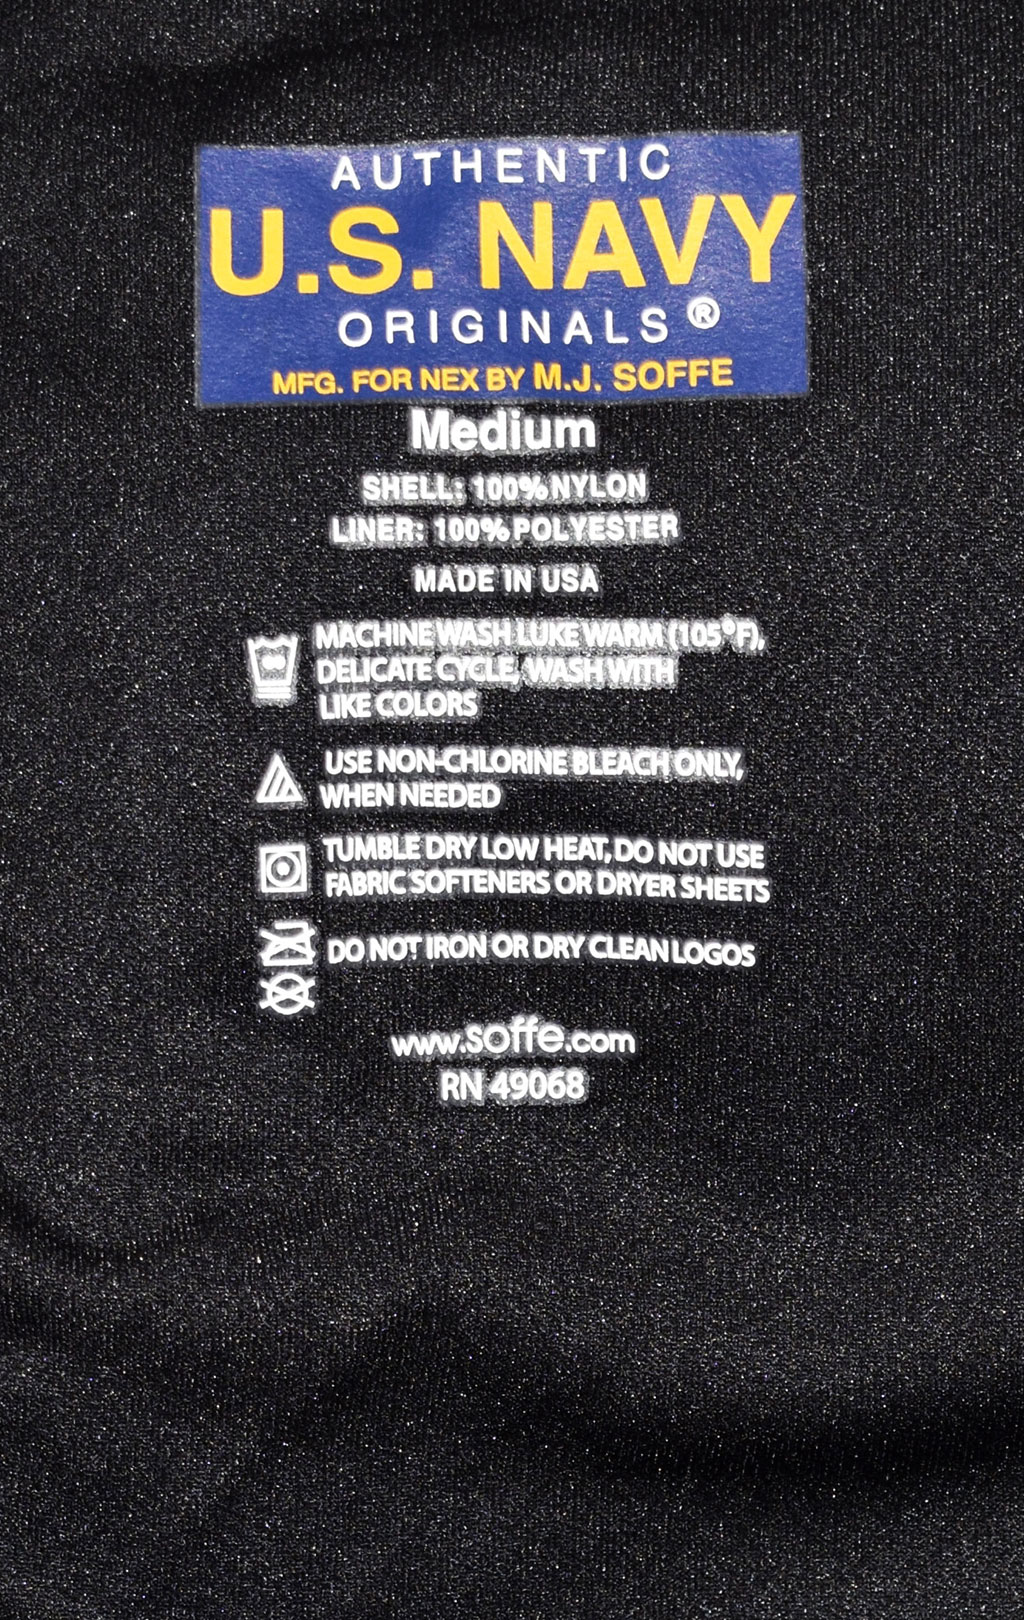 AUTHENTIC
U.S. NAVY
ORIGINALS ®
MFG. FOR NEX BY M.J. SOFFE
Medium
SHELL: 100% NYLON
LINER: 100% POLYESTER
MADE IN USA
MACHINE WASH LUKE WARM (105°F),
DELICATE CYCLE, WASH WITH
LIKE COLORS
USE NON-CHLORINE BLEACH ONLY,
WHEN NEEDED
TUMBLE DRY LOW HEAT, DO NOT USE
FABRIC SOFTENERS OR DRYER SHEETS
DO NOT IRON OR DRY CLEAN LOGOS
www.soffe.com
RN 49068